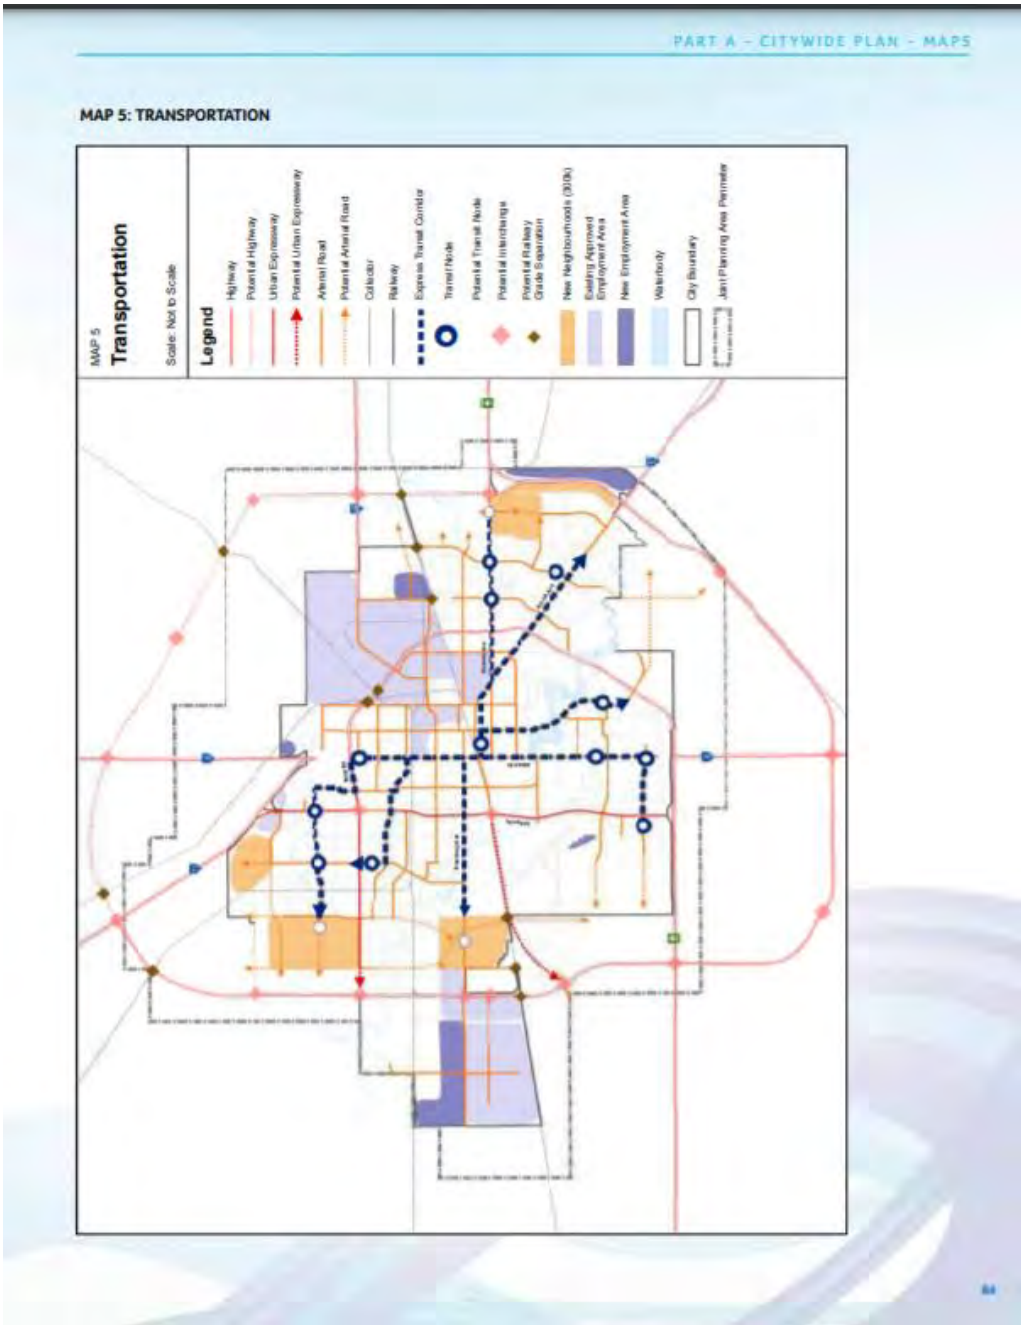 PART A - CITYWIDE PLAN - MAPS
MAP 5: TRANSPORTATION
MAP 5
Transportation
Scale: Not to Scale
Legend
Highway
Potential Highway
Urban Expressway
Potential Urban Expressway
Arterial Road
Potential Arterial Road
Collector
Railway
Express Transit Corridor
Transit Node
Potential Transit Node
Potential Interchange
Potential Railway
Grade Separation
New Neighbourhoods (300k)
Existing Approved
Employment Area
New Employment Area
Waterbody
City Boundary
Joint Planning Area Perimeter